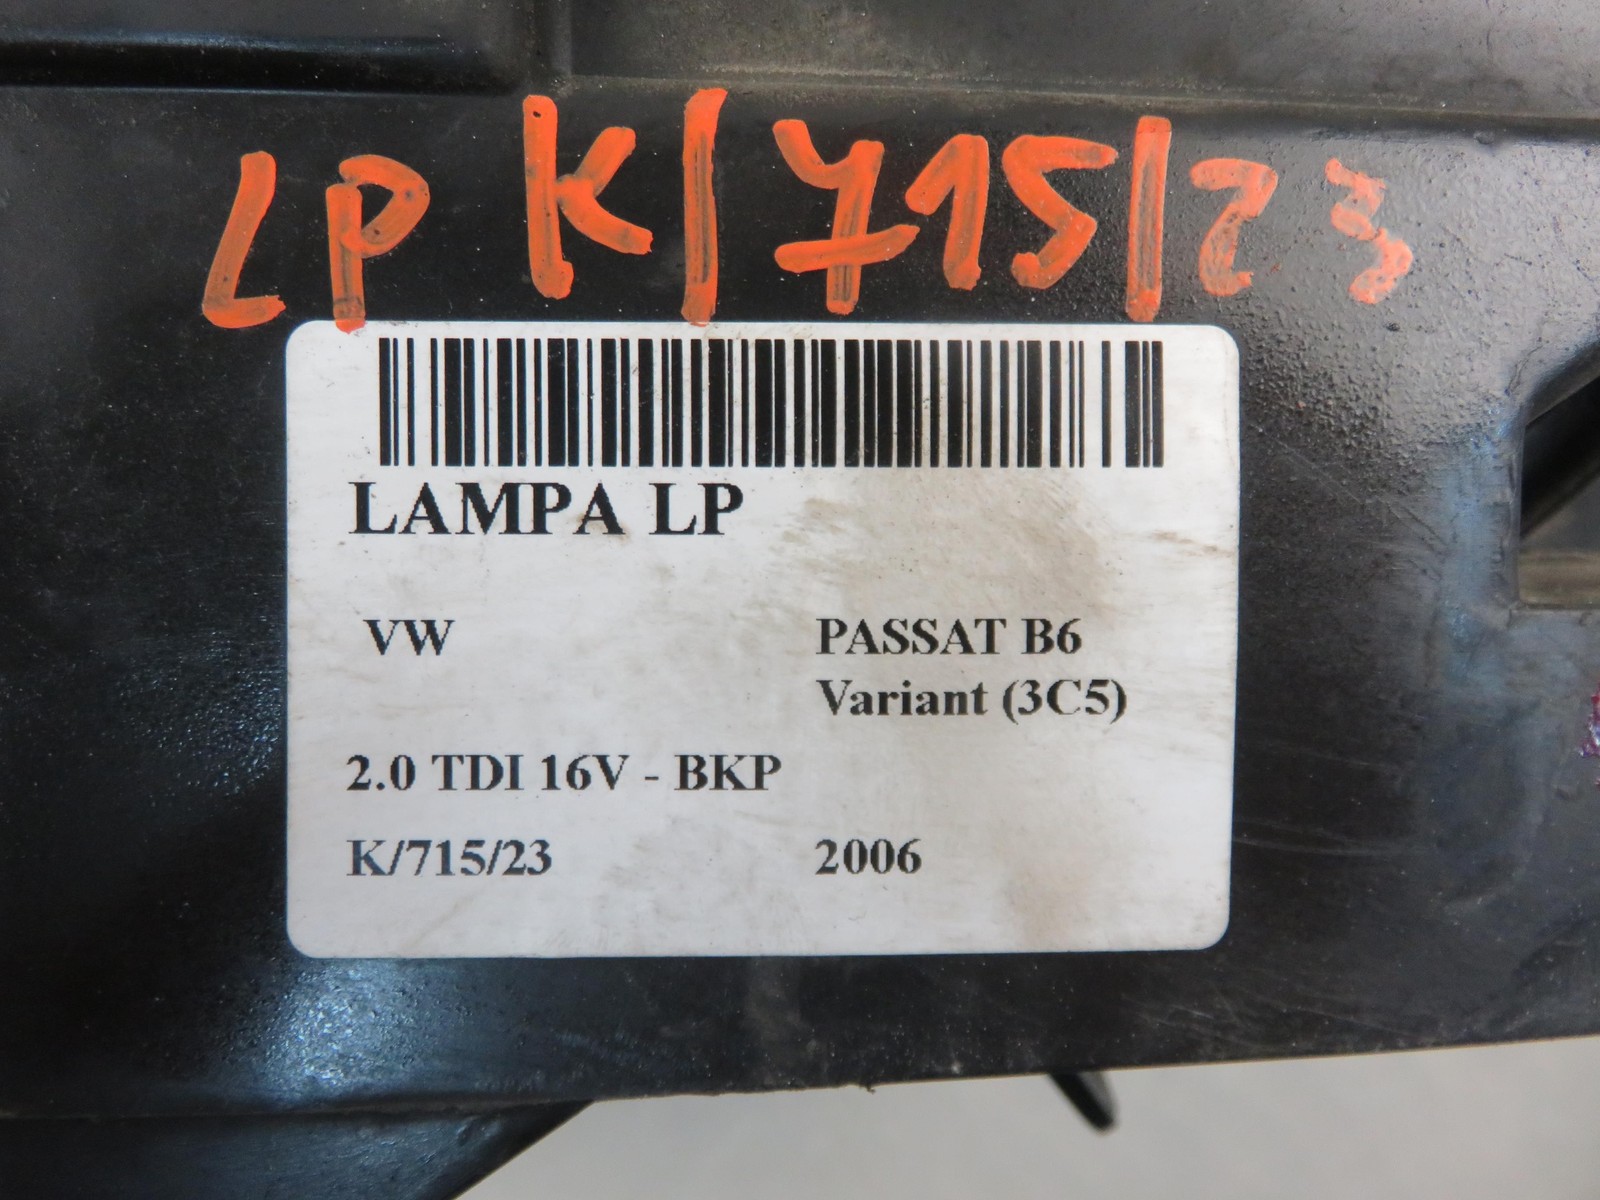 LP K/715/23
LAMPA LP
VW PASSAT B6
Variant (3C5)
2.0 TDI 16V - BKP
K/715/23 2006